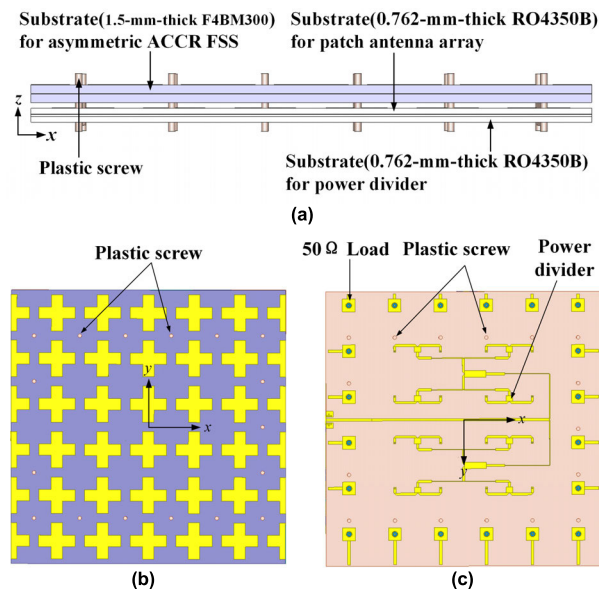 Substrate(1.5-mm-thick F4BM300)
for asymmetric ACCR FSS
Substrate(0.762-mm-thick RO4350B)
for patch antenna array
z
x
Plastic screw
Substrate(0.762-mm-thick RO4350B)
for power divider
(a)
Plastic screw
y
x
(b)
50Ω Load
Plastic screw
Power
divider
x
y
(c)